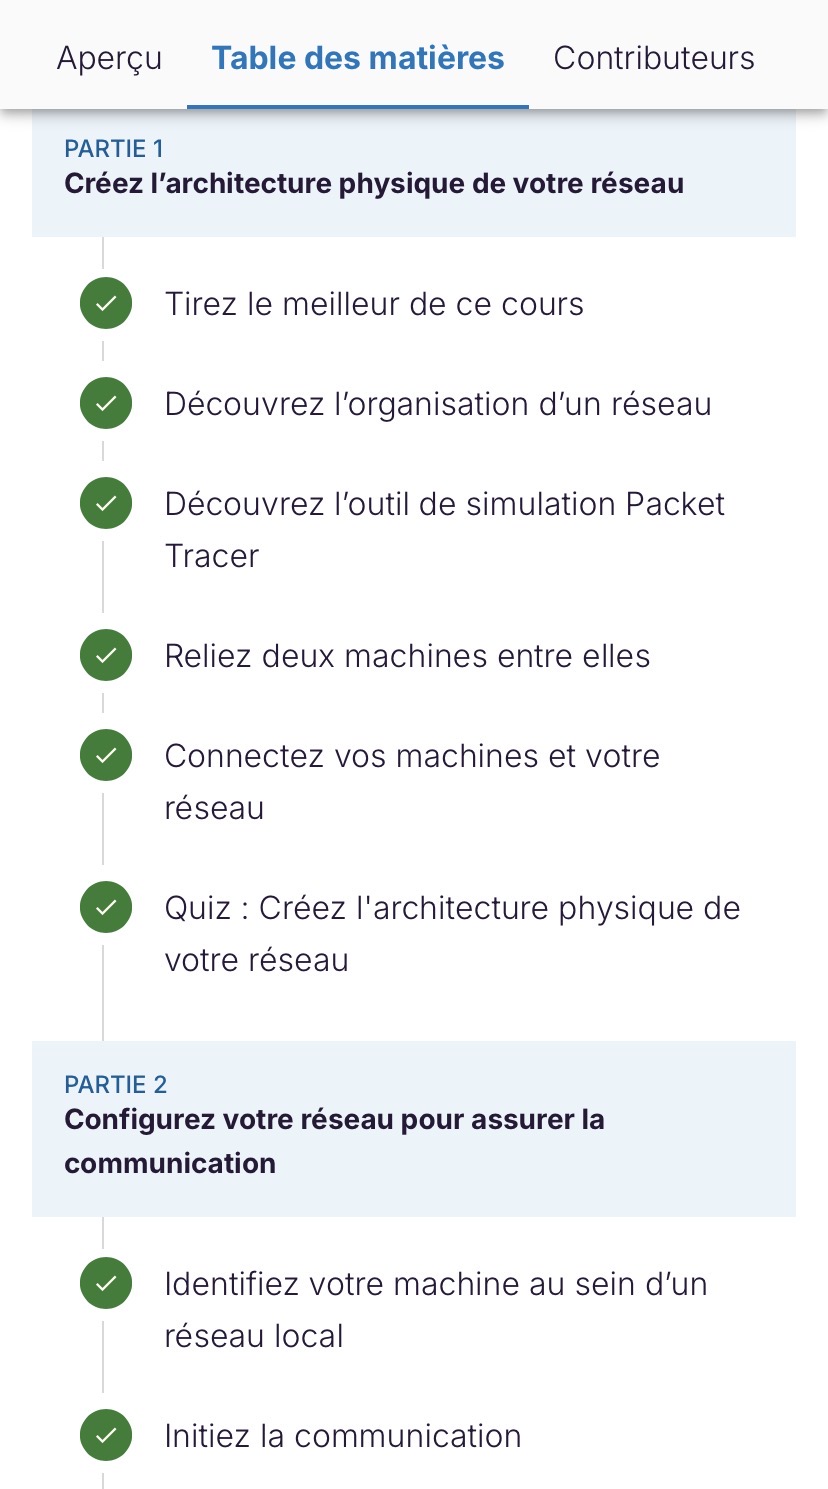 Aperçu Table des matières Contributeurs
PARTIE 1
Créez l’architecture physique de votre réseau
Tirez le meilleur de ce cours
Découvrez l’organisation d’un réseau
Découvrez l’outil de simulation Packet
Tracer
Reliez deux machines entre elles
Connectez vos machines et votre
réseau
Quiz : Créez l'architecture physique de
votre réseau
PARTIE 2
Configurez votre réseau pour assurer la
communication
Identifiez votre machine au sein d’un
réseau local
Initiez la communication